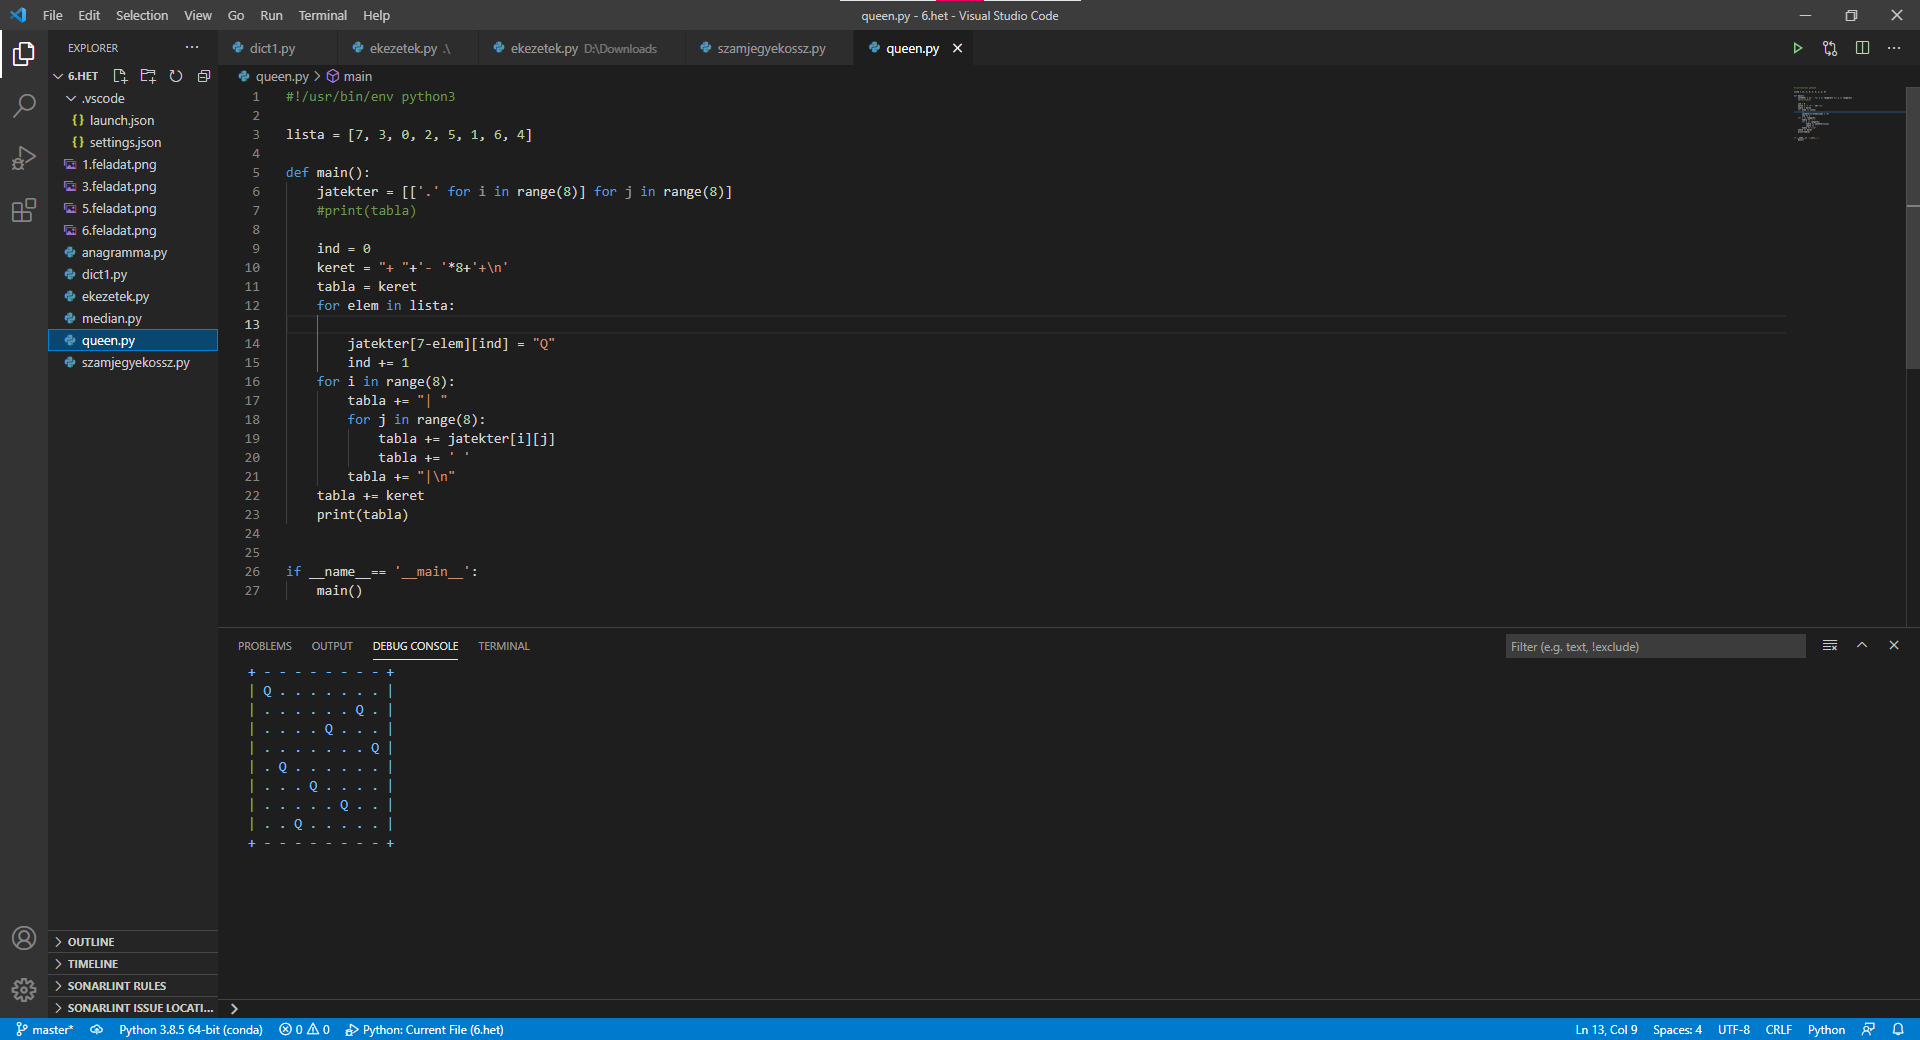 File Edit Selection View Go Run Terminal Help queen.py - 6.het - Visual Studio Code
EXPLORER
dict1.py ekezetek.py .\ ekezetek.py D:\Downloads szamjegyekossz.py queen.py
6.HET
.vscode
{} launch.json
{} settings.json
1.feladat.png
3.feladat.png
5.feladat.png
6.feladat.png
anagramma.py
dict1.py
ekezetek.py
median.py
queen.py
szamjegyekossz.py
OUTLINE
TIMELINE
SONARLINT RULES
SONARLINT ISSUE LOCATI...
queen.py > main
1 #!/usr/bin/env python3
2
3 lista = [7, 3, 0, 2, 5, 1, 6, 4]
4
5 def main():
6     jatekter = [['.' for i in range(8)] for j in range(8)]
7     #print(tabla)
8
9     ind = 0
10     keret = "+ "+'- '*8+'+\n'
11     tabla = keret
12     for elem in lista:
13
14         jatekter[7-elem][ind] = "Q"
15         ind += 1
16     for i in range(8):
17         tabla += "| "
18         for j in range(8):
19             tabla += jatekter[i][j]
20             tabla += ' '
21         tabla += "|\n"
22     tabla += keret
23     print(tabla)
24
25
26 if __name__== '__main__':
27     main()
PROBLEMS OUTPUT DEBUG CONSOLE TERMINAL Filter (e.g. text, !exclude)
+ - - - - - - - - +
| Q . . . . . . . |
| . . . . . . Q . |
| . . . . Q . . . |
| . . . . . . . Q |
| . Q . . . . . . |
| . . . Q . . . . |
| . . . . . Q . . |
| . . Q . . . . . |
+ - - - - - - - - +
master* Python 3.8.5 64-bit (conda) 0 0 Python: Current File (6.het) Ln 13, Col 9 Spaces: 4 UTF-8 CRLF Python